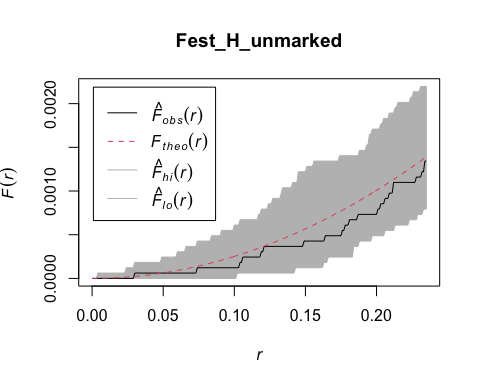 Fest_H_unmarked
F̂obs(r)
Ftheo(r)
F̂hi(r)
F̂lo(r)
F(r)
0.0020
0.0010
0.0000
0.00 0.05 0.10 0.15 0.20
r